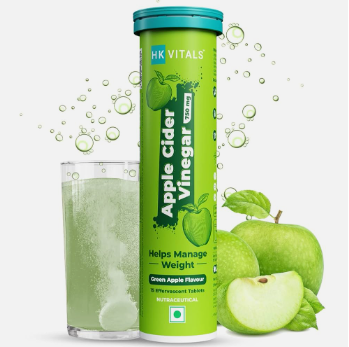 HK VITALS
Apple Cider
Vinegar 750 mg
Helps Manage
Weight
Green Apple Flavour
15 Effervescent Tablets
NUTRACEUTICAL